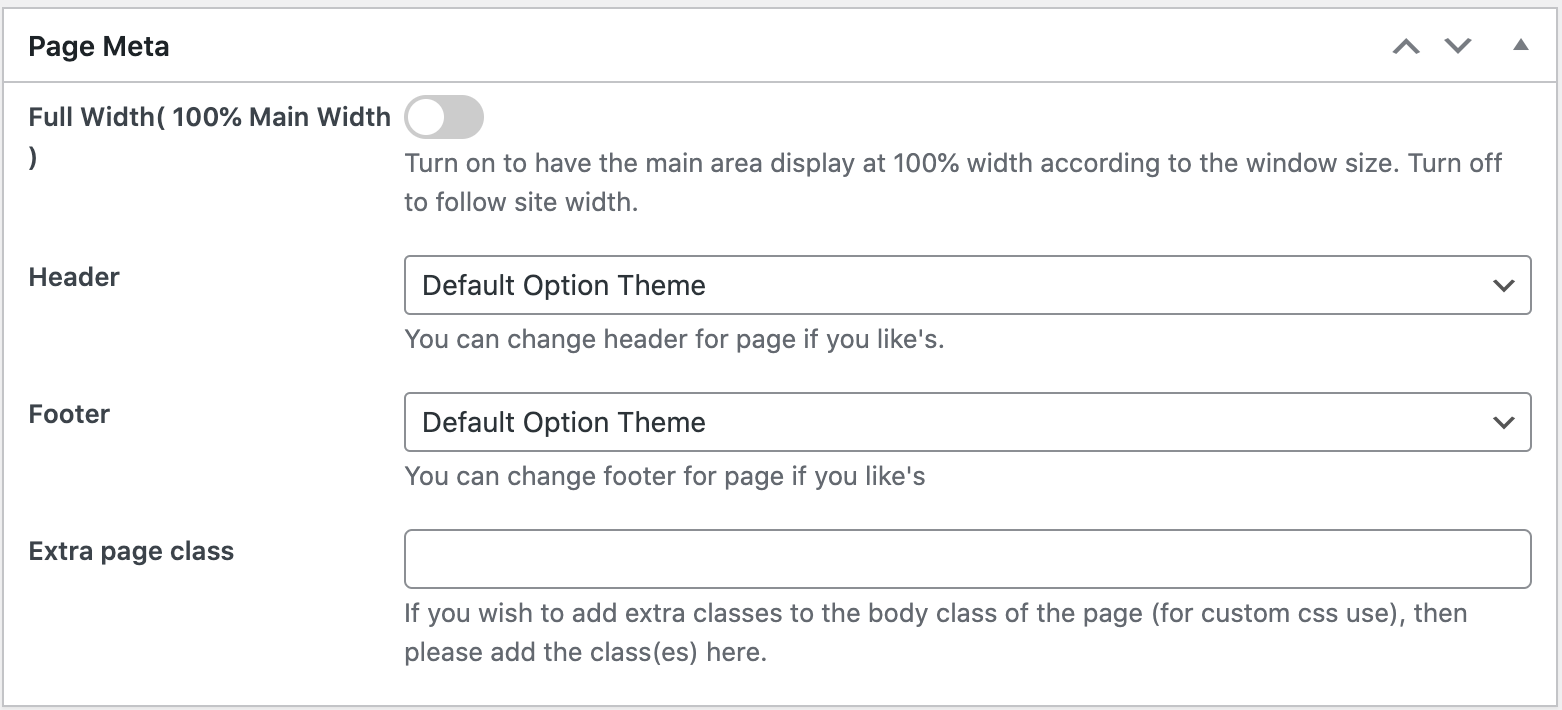 Page Meta
Full Width( 100% Main Width
)
Turn on to have the main area display at 100% width according to the window size. Turn off
to follow site width.
Header
Default Option Theme
You can change header for page if you like's.
Footer
Default Option Theme
You can change footer for page if you like's
Extra page class
If you wish to add extra classes to the body class of the page (for custom css use), then
please add the class(es) here.